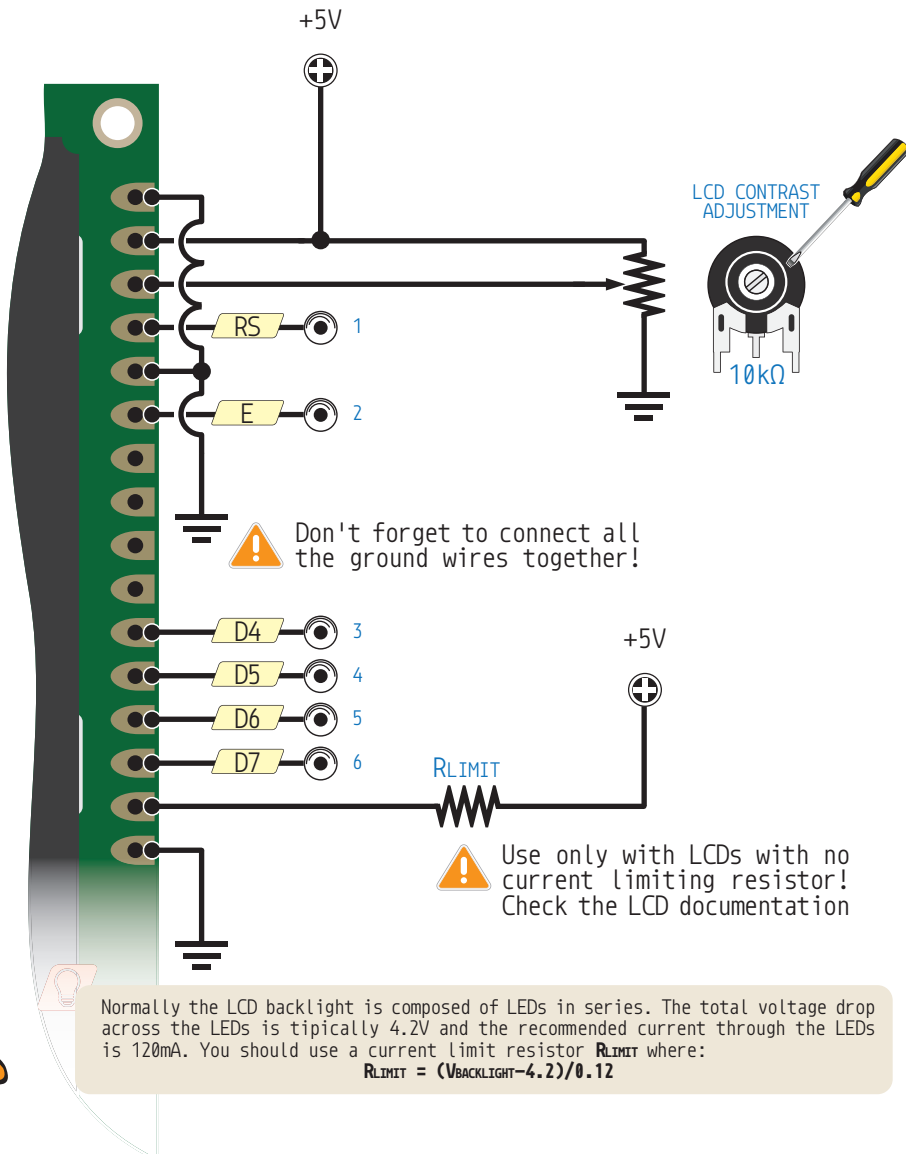 +5V
LCD CONTRAST
ADJUSTMENT
10kΩ
RS 1
E 2
Don't forget to connect all
the ground wires together!
D4 3
D5 4
D6 5
D7 6
+5V
RLIMIT
Use only with LCDs with no
current limiting resistor!
Check the LCD documentation
Normally the LCD backlight is composed of LEDs in series. The total voltage drop
across the LEDs is tipically 4.2V and the recommended current through the LEDs
is 120mA. You should use a current limit resistor RLIMIT where:
RLIMIT = (VBACKLIGHT–4.2)/0.12